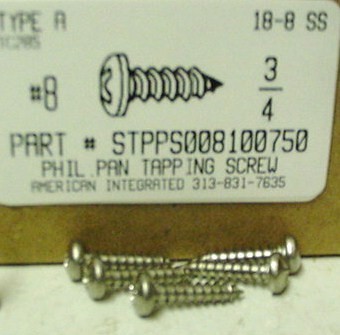 TYPE A 18-8 SS
#8 3/4
PART # STPPS008100750
PHIL.PAN TAPPING SCREW
AMERICAN INTEGRATED 313-831-7635